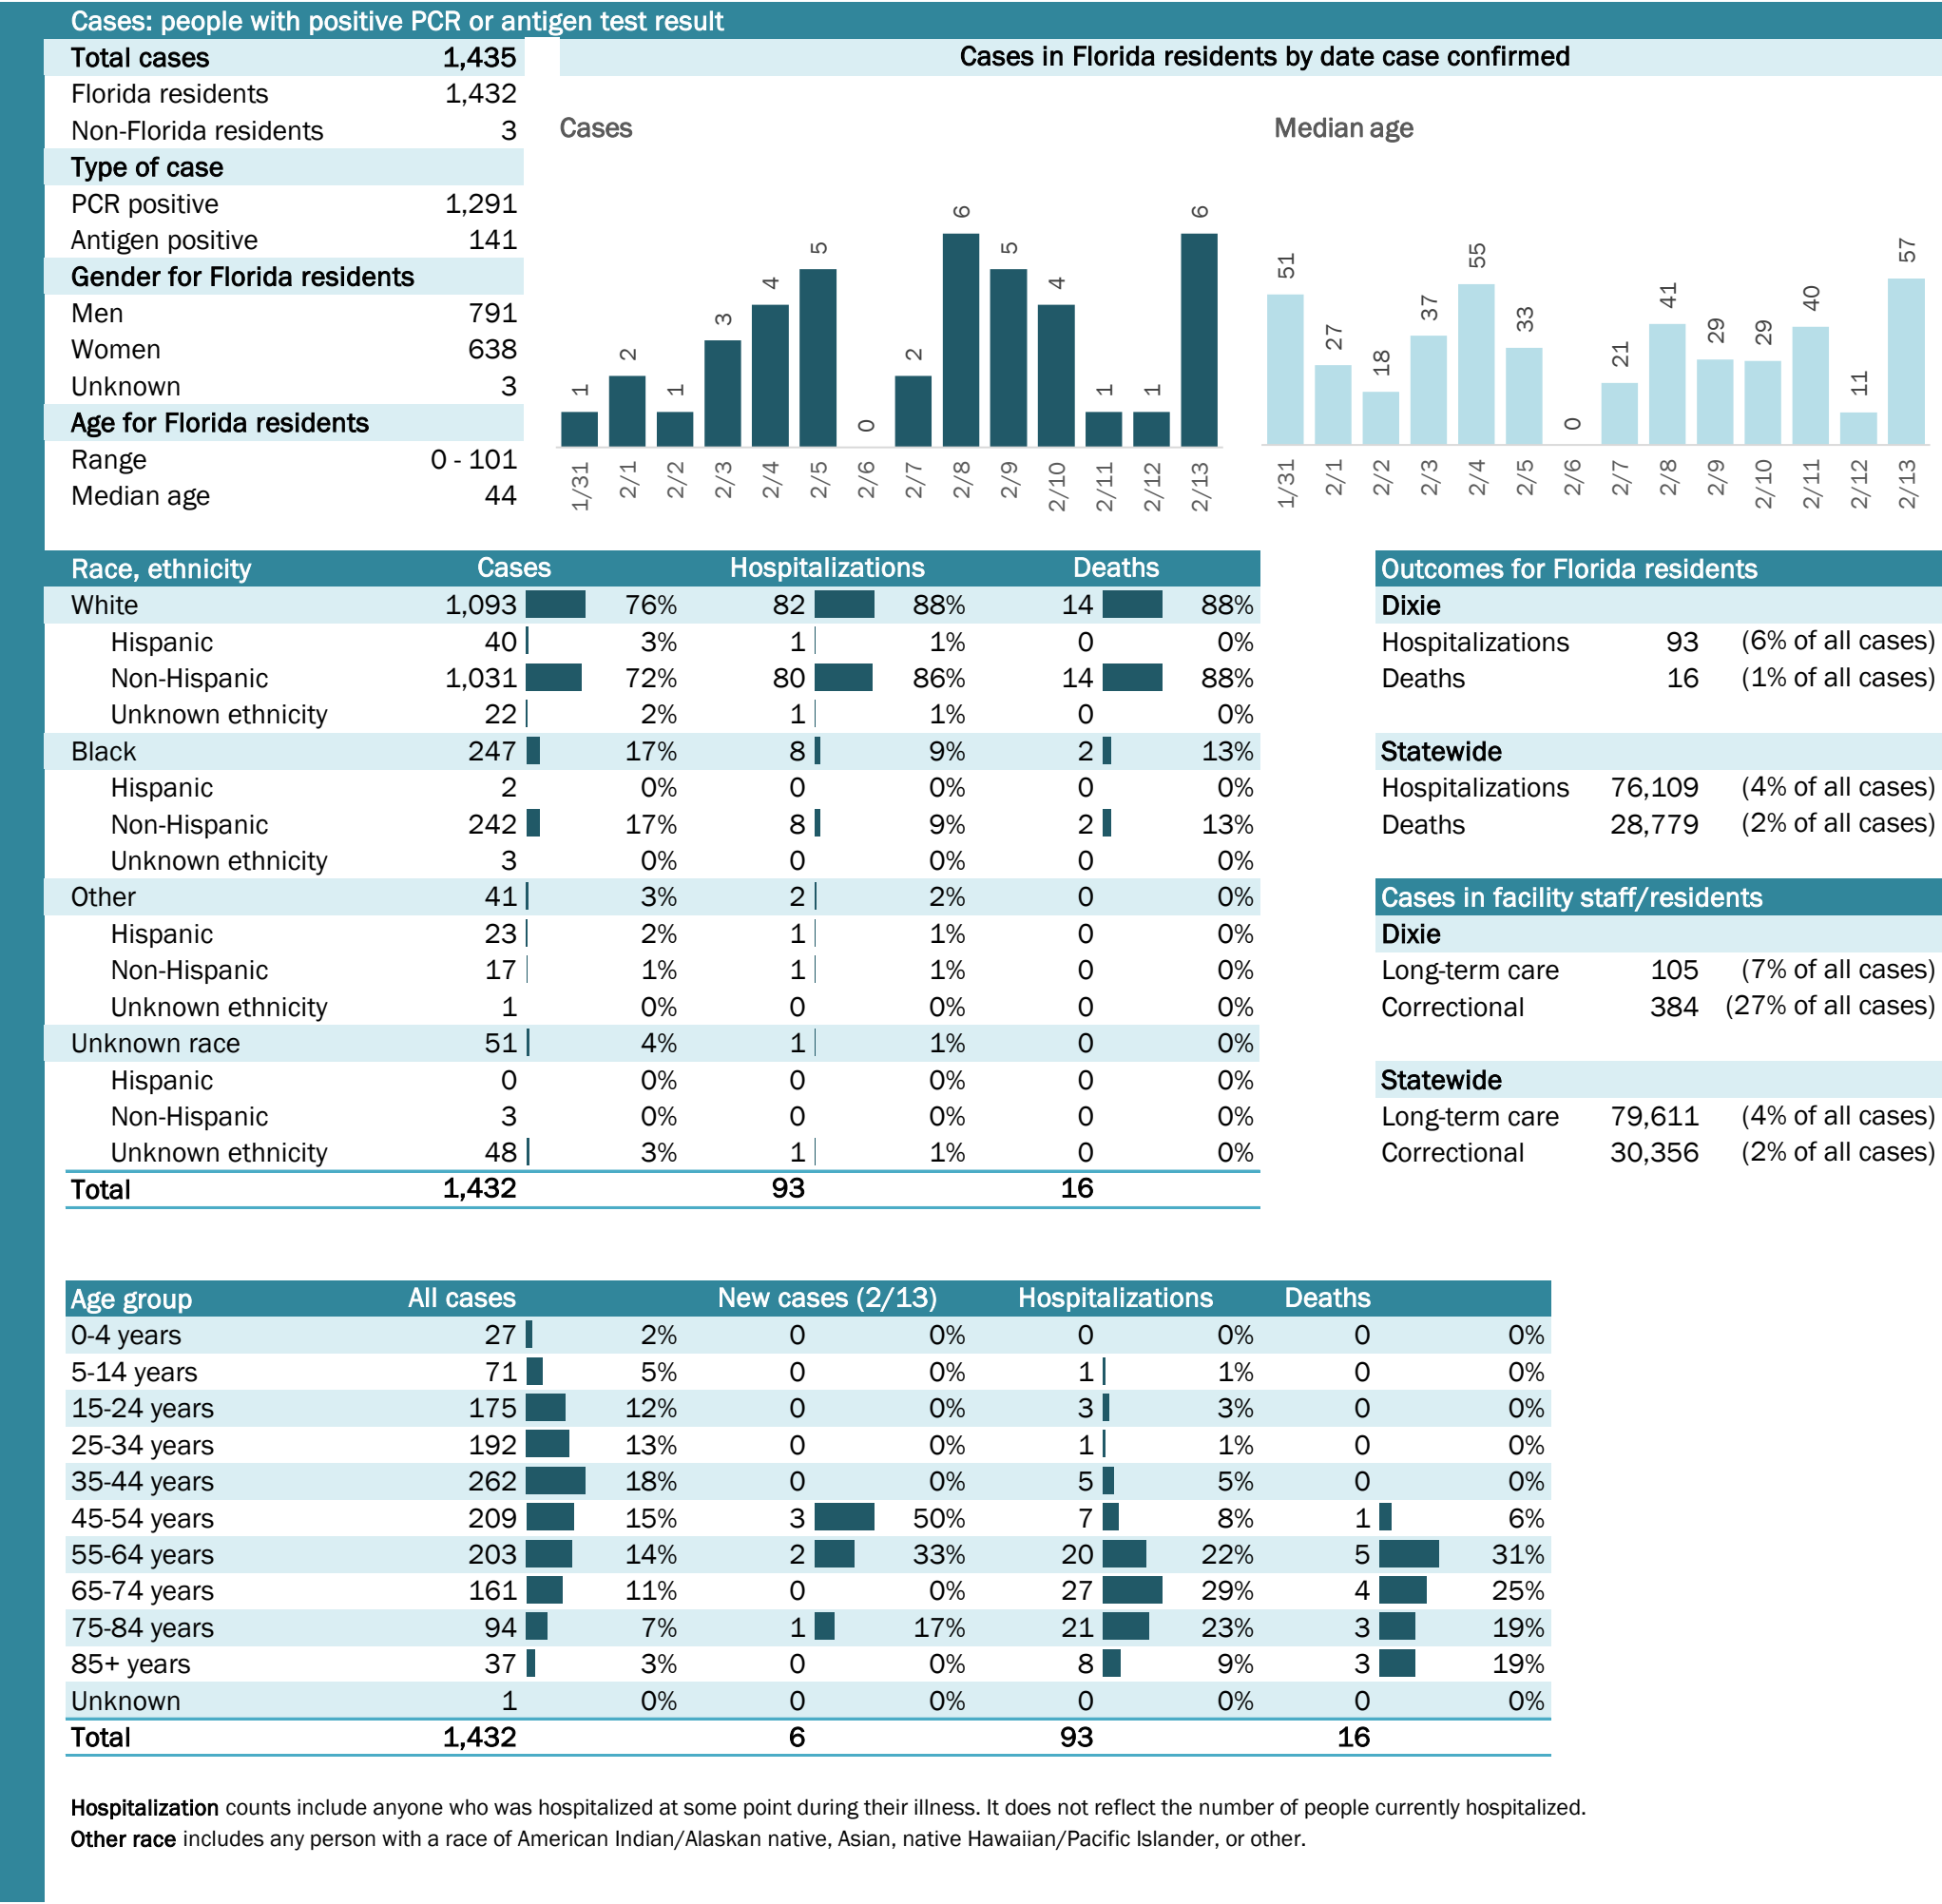 Cases: people with positive PCR or antigen test result
Total cases 1,435
Florida residents 1,432
Non-Florida residents 3
Type of case
PCR positive 1,291
Antigen positive 141
Gender for Florida residents
Men 791
Women 638
Unknown 3
Age for Florida residents
Range 0 - 101
Median age 44
Cases in Florida residents by date case confirmed
Cases
1 2 1 3 4 5 0 2 6 5 4 1 1 6
1/31 2/1 2/2 2/3 2/4 2/5 2/6 2/7 2/8 2/9 2/10 2/11 2/12 2/13
Median age
51 27 18 37 55 33 0 21 41 29 29 40 11 57
1/31 2/1 2/2 2/3 2/4 2/5 2/6 2/7 2/8 2/9 2/10 2/11 2/12 2/13
Race, ethnicity Cases Hospitalizations Deaths
White 1,093 76% 82 88% 14 88%
Hispanic 40 3% 1 1% 0 0%
Non-Hispanic 1,031 72% 80 86% 14 88%
Unknown ethnicity 22 2% 1 1% 0 0%
Black 247 17% 8 9% 2 13%
Hispanic 2 0% 0 0% 0 0%
Non-Hispanic 242 17% 8 9% 2 13%
Unknown ethnicity 3 0% 0 0% 0 0%
Other 41 3% 2 2% 0 0%
Hispanic 23 2% 1 1% 0 0%
Non-Hispanic 17 1% 1 1% 0 0%
Unknown ethnicity 1 0% 0 0% 0 0%
Unknown race 51 4% 1 1% 0 0%
Hispanic 0 0% 0 0% 0 0%
Non-Hispanic 3 0% 0 0% 0 0%
Unknown ethnicity 48 3% 1 1% 0 0%
Total 1,432 93 16
Outcomes for Florida residents
Dixie
Hospitalizations 93 (6% of all cases)
Deaths 16 (1% of all cases)
Statewide
Hospitalizations 76,109 (4% of all cases)
Deaths 28,779 (2% of all cases)
Cases in facility staff/residents
Dixie
Long-term care 105 (7% of all cases)
Correctional 384 (27% of all cases)
Statewide
Long-term care 79,611 (4% of all cases)
Correctional 30,356 (2% of all cases)
Age group All cases New cases (2/13) Hospitalizations Deaths
0-4 years 27 2% 0 0% 0 0% 0 0%
5-14 years 71 5% 0 0% 1 1% 0 0%
15-24 years 175 12% 0 0% 3 3% 0 0%
25-34 years 192 13% 0 0% 1 1% 0 0%
35-44 years 262 18% 0 0% 5 5% 0 0%
45-54 years 209 15% 3 50% 7 8% 1 6%
55-64 years 203 14% 2 33% 20 22% 5 31%
65-74 years 161 11% 0 0% 27 29% 4 25%
75-84 years 94 7% 1 17% 21 23% 3 19%
85+ years 37 3% 0 0% 8 9% 3 19%
Unknown 1 0% 0 0% 0 0% 0 0%
Total 1,432 6 93 16
Hospitalization counts include anyone who was hospitalized at some point during their illness. It does not reflect the number of people currently hospitalized.
Other race includes any person with a race of American Indian/Alaskan native, Asian, native Hawaiian/Pacific Islander, or other.